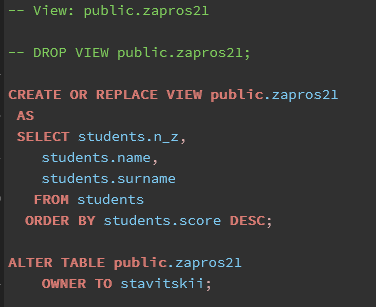 -- View: public.zapros21
-- DROP VIEW public.zapros21;
CREATE OR REPLACE VIEW public.zapros21
AS
SELECT students.n_z,
students.name,
students.surname
FROM students
ORDER BY students.score DESC;
ALTER TABLE public.zapros21
OWNER TO stavitskii;